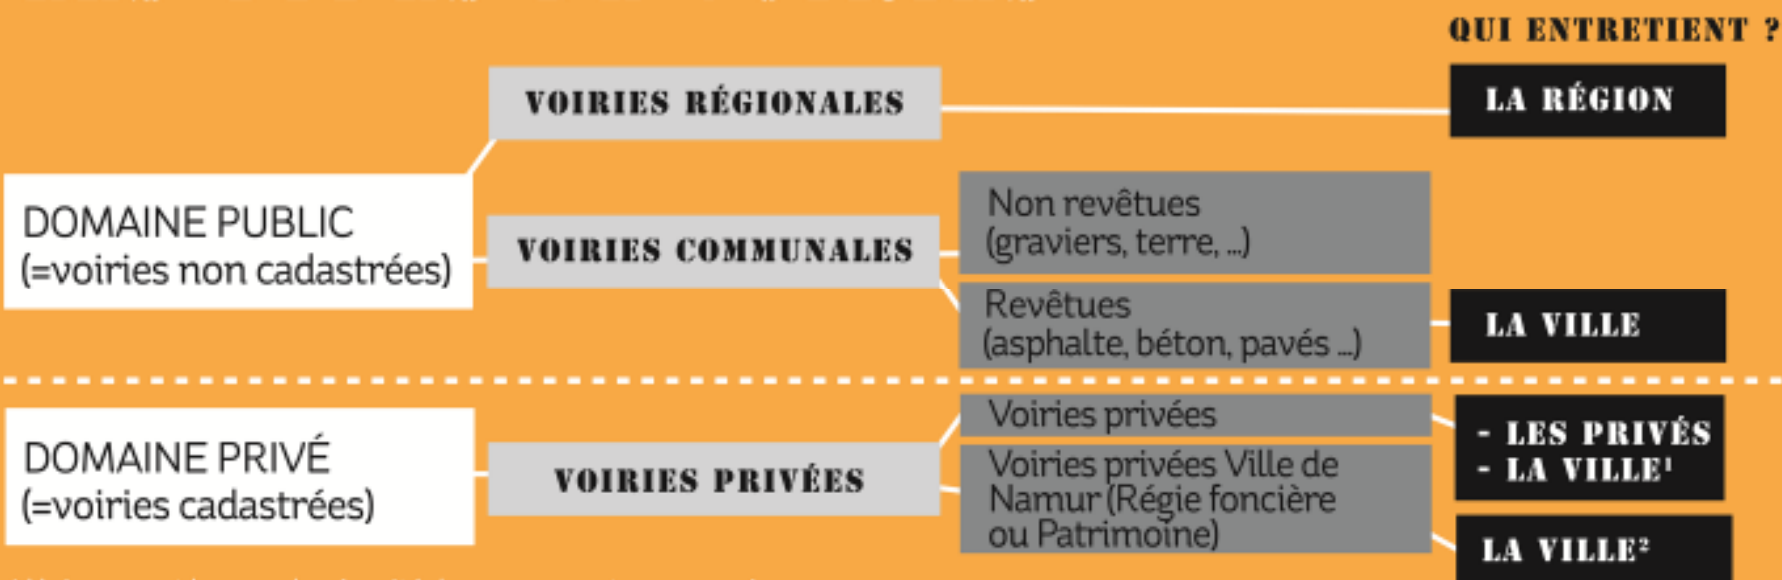 QUI ENTRETIENT ?
VOIRIES RÉGIONALES
LA RÉGION
DOMAINE PUBLIC
(=voiries non cadastrées)
VOIRIES COMMUNALES
Non revêtues
(graviers, terre, ...)
Revêtues
(asphalte, béton, pavés ...)
LA VILLE
DOMAINE PRIVÉ
(=voiries cadastrées)
VOIRIES PRIVÉES
Voiries privées
- LES PRIVÉS
- LA VILLE¹
Voiries privées Ville de
Namur (Régie foncière
ou Patrimoine)
LA VILLE²